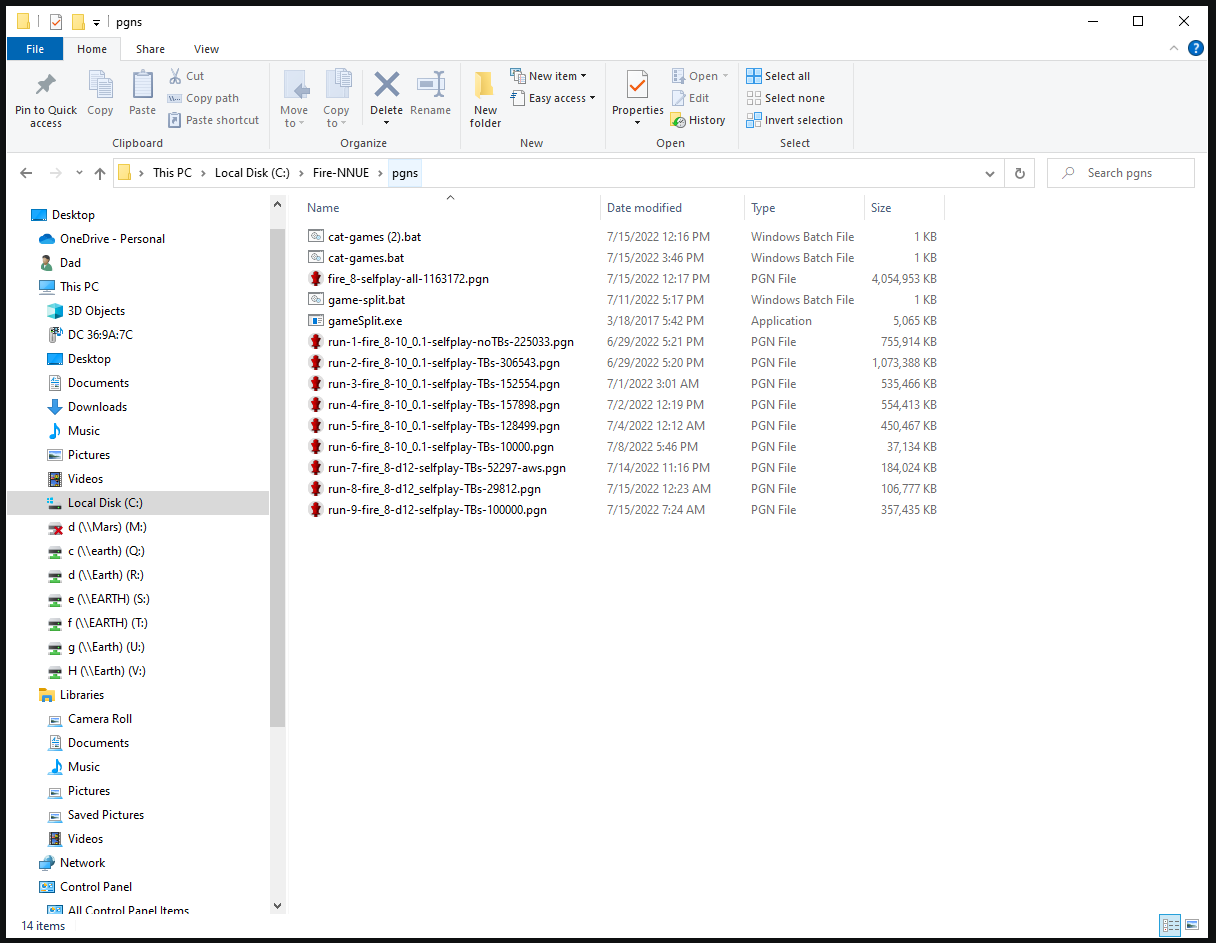 pgns
File Home Share View
Pin to Quick access
Copy
Paste
Cut
Copy path
Paste shortcut
Clipboard
Move to
Copy to
Delete
Rename
Organize
New folder
New item
Easy access
New
Properties
Open
Edit
History
Open
Select all
Select none
Invert selection
Select
This PC > Local Disk (C:) > Fire-NNUE > pgns
Search pgns
Desktop
OneDrive - Personal
Dad
This PC
3D Objects
DC 36:9A:7C
Desktop
Documents
Downloads
Music
Pictures
Videos
Local Disk (C:)
d (\\Mars) (M:)
c (\\earth) (Q:)
d (\\Earth) (R:)
e (\\EARTH) (S:)
f (\\EARTH) (T:)
g (\\Earth) (U:)
H (\\Earth) (V:)
Libraries
Camera Roll
Documents
Music
Pictures
Saved Pictures
Videos
Network
Control Panel
All Control Panel Items
Name Date modified Type Size
cat-games (2).bat 7/15/2022 12:16 PM Windows Batch File 1 KB
cat-games.bat 7/15/2022 3:46 PM Windows Batch File 1 KB
fire_8-selfplay-all-1163172.pgn 7/15/2022 12:17 PM PGN File 4,054,953 KB
game-split.bat 7/11/2022 5:17 PM Windows Batch File 1 KB
gameSplit.exe 3/18/2017 5:42 PM Application 5,065 KB
run-1-fire_8-10_0.1-selfplay-noTBs-225033.pgn 6/29/2022 5:21 PM PGN File 755,914 KB
run-2-fire_8-10_0.1-selfplay-TBs-306543.pgn 6/29/2022 5:20 PM PGN File 1,073,388 KB
run-3-fire_8-10_0.1-selfplay-TBs-152554.pgn 7/1/2022 3:01 AM PGN File 535,466 KB
run-4-fire_8-10_0.1-selfplay-TBs-157898.pgn 7/2/2022 12:19 PM PGN File 554,413 KB
run-5-fire_8-10_0.1-selfplay-TBs-128499.pgn 7/4/2022 12:12 AM PGN File 450,467 KB
run-6-fire_8-10_0.1-selfplay-TBs-10000.pgn 7/8/2022 5:46 PM PGN File 37,134 KB
run-7-fire_8-d12-selfplay-TBs-52297-aws.pgn 7/14/2022 11:16 PM PGN File 184,024 KB
run-8-fire_8-d12_selfplay-TBs-29812.pgn 7/15/2022 12:23 AM PGN File 106,777 KB
run-9-fire_8-d12-selfplay-TBs-100000.pgn 7/15/2022 7:24 AM PGN File 357,435 KB
14 items